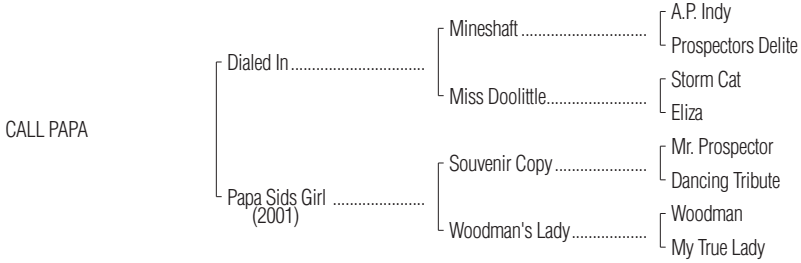 A.P. Indy
Mineshaft
Prospectors Delite
Dialed In
Storm Cat
Miss Doolittle
Eliza
CALL PAPA
Mr. Prospector
Souvenir Copy
Dancing Tribute
Papa Sids Girl
(2001)
Woodman
Woodman's Lady
My True Lady